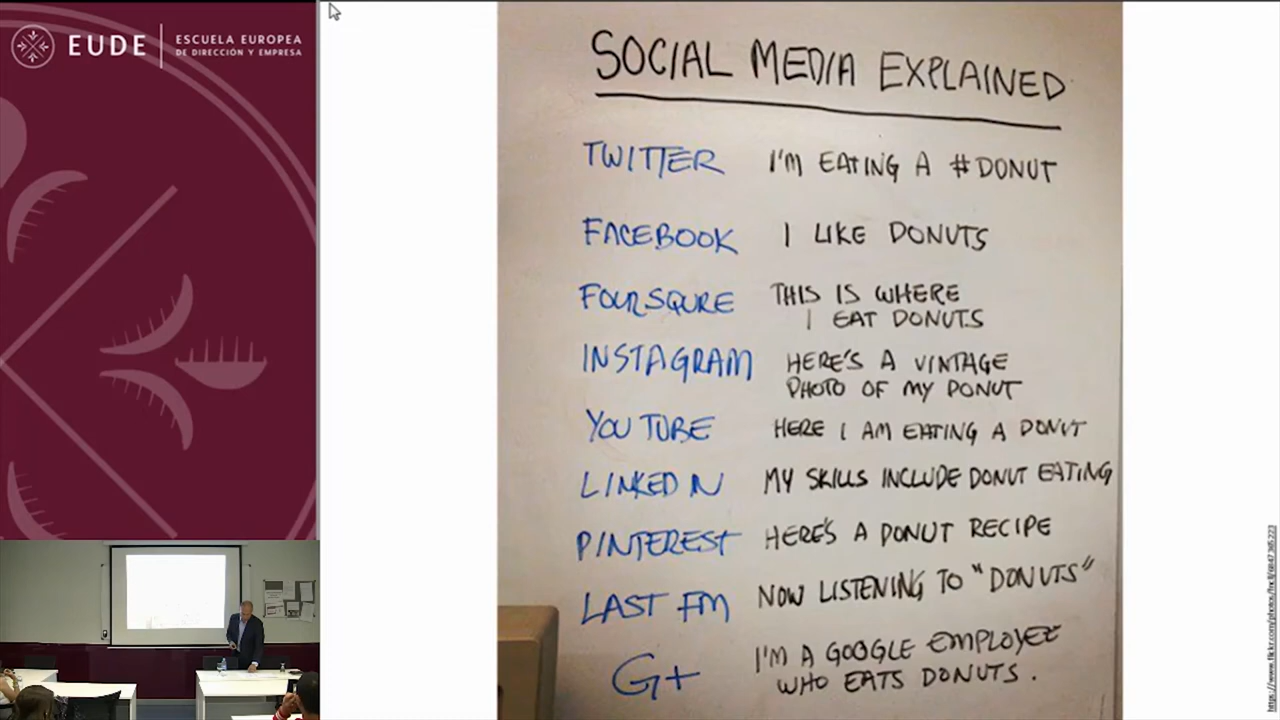 EUDE
ESCUELA EUROPEA
DE DIRECCIÓN Y EMPRESA
SOCIAL MEDIA EXPLAINED
TWITTER I'M EATING A #DONUT
FACEBOOK I LIKE DONUTS
FOURSQURE THIS IS WHERE
I EAT DONUTS
INSTAGRAM HERE'S A VINTAGE
PHOTO OF MY DONUT
YOU TUBE HERE I AM EATING A DONUT
LINKED IN MY SKILLS INCLUDE DONUT EATING
PINTEREST HERE'S A DONUT RECIPE
LAST FM NOW LISTENING TO "DONUTS"
G+ I'M A GOOGLE EMPLOYEE
WHO EATS DONUTS.